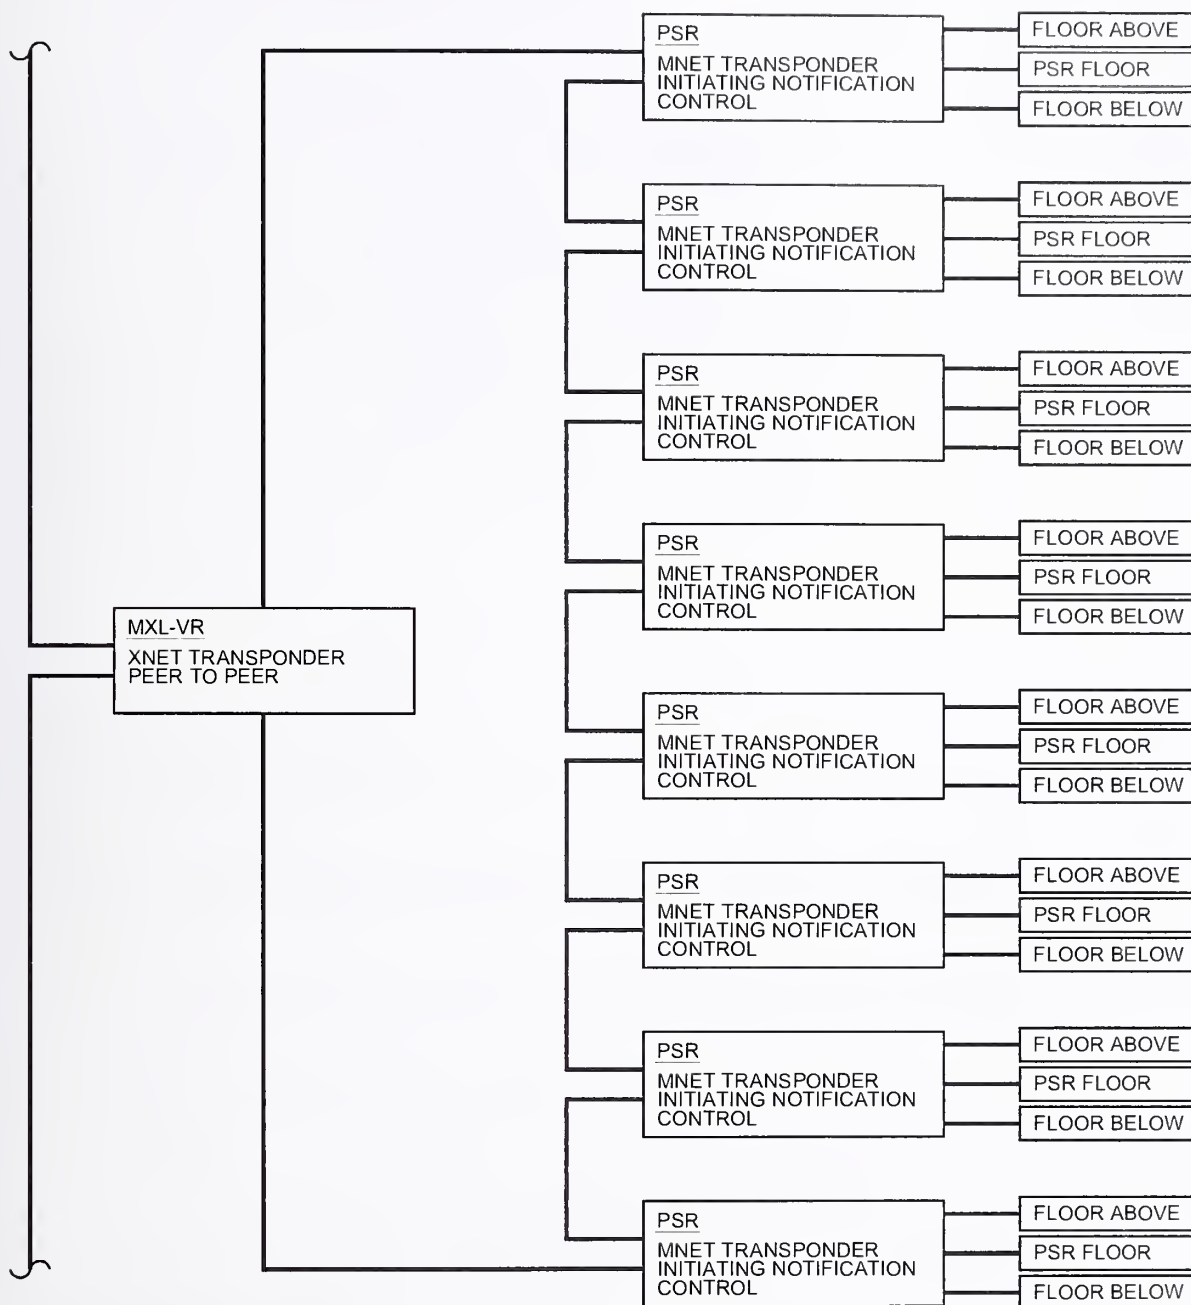 PSR
MNET TRANSPONDER
INITIATING NOTIFICATION
CONTROL
FLOOR ABOVE
PSR FLOOR
FLOOR BELOW
PSR
MNET TRANSPONDER
INITIATING NOTIFICATION
CONTROL
FLOOR ABOVE
PSR FLOOR
FLOOR BELOW
PSR
MNET TRANSPONDER
INITIATING NOTIFICATION
CONTROL
FLOOR ABOVE
PSR FLOOR
FLOOR BELOW
PSR
MNET TRANSPONDER
INITIATING NOTIFICATION
CONTROL
FLOOR ABOVE
PSR FLOOR
FLOOR BELOW
MXL-VR
XNET TRANSPONDER
PEER TO PEER
PSR
MNET TRANSPONDER
INITIATING NOTIFICATION
CONTROL
FLOOR ABOVE
PSR FLOOR
FLOOR BELOW
PSR
MNET TRANSPONDER
INITIATING NOTIFICATION
CONTROL
FLOOR ABOVE
PSR FLOOR
FLOOR BELOW
PSR
MNET TRANSPONDER
INITIATING NOTIFICATION
CONTROL
FLOOR ABOVE
PSR FLOOR
FLOOR BELOW
PSR
MNET TRANSPONDER
INITIATING NOTIFICATION
CONTROL
FLOOR ABOVE
PSR FLOOR
FLOOR BELOW